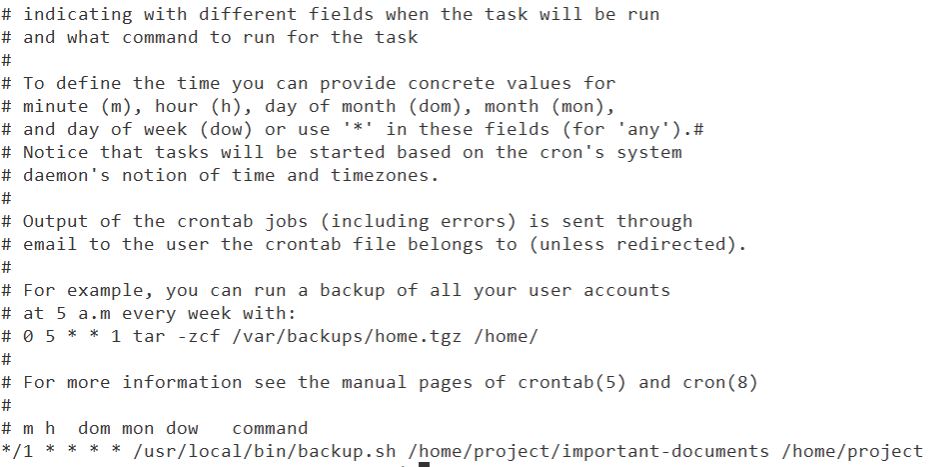 # indicating with different fields when the task will be run
# and what command to run for the task
#
# To define the time you can provide concrete values for
# minute (m), hour (h), day of month (dom), month (mon),
# and day of week (dow) or use '*' in these fields (for 'any').#
# Notice that tasks will be started based on the cron's system
# daemon's notion of time and timezones.
#
# Output of the crontab jobs (including errors) is sent through
# email to the user the crontab file belongs to (unless redirected).
#
# For example, you can run a backup of all your user accounts
# at 5 a.m every week with:
# 0 5 * * 1 tar -zcf /var/backups/home.tgz /home/
#
# For more information see the manual pages of crontab(5) and cron(8)
#
# m h  dom mon dow   command
*/1 * * * * /usr/local/bin/backup.sh /home/project/important-documents /home/project